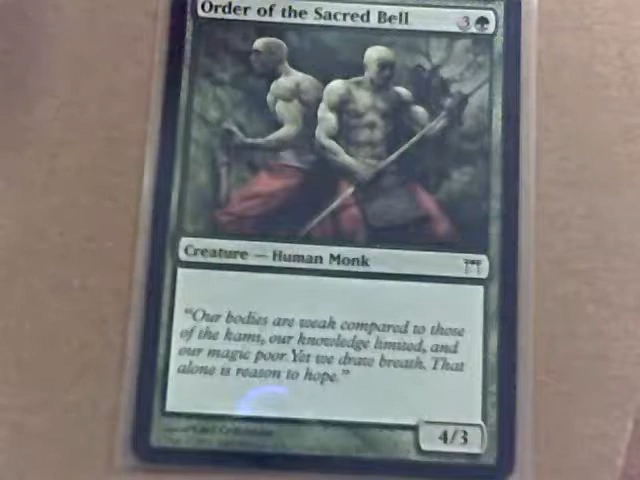 Order of the Sacred Bell 3
Creature — Human Monk
"Our bodies are weak compared to those
of the kami, our knowledge limited, and
our magic poor. Yet we draw breath. That
alone is reason to hope."
4/3